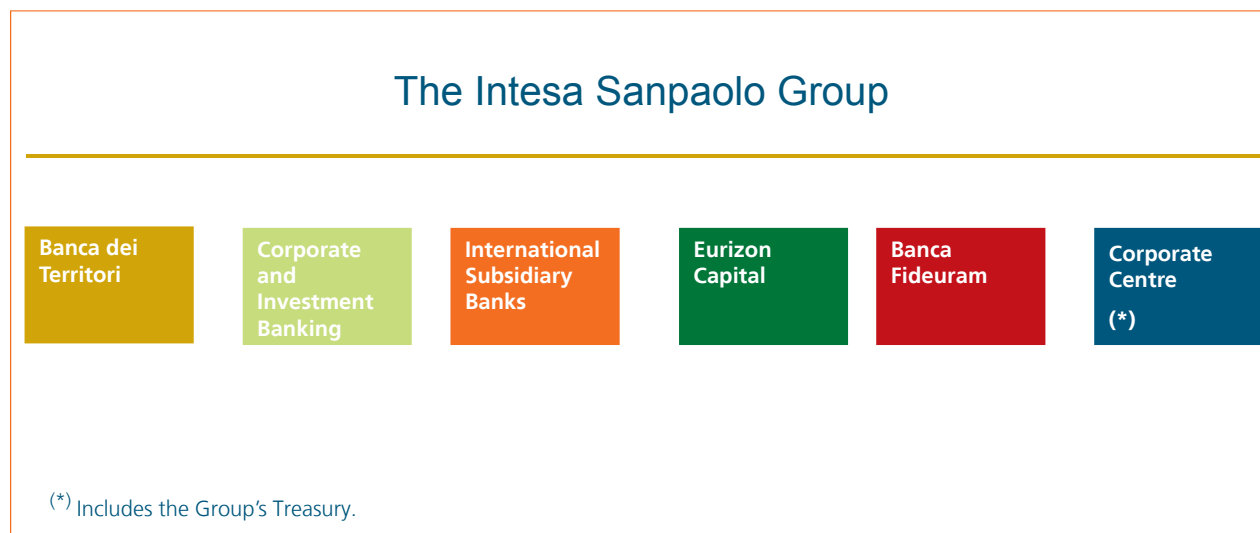 The Intesa Sanpaolo Group
Banca dei
Territori
Corporate
and
Investment
Banking
International
Subsidiary
Banks
Eurizon
Capital
Banca
Fideuram
Corporate
Centre
(*)
(*) Includes the Group’s Treasury.